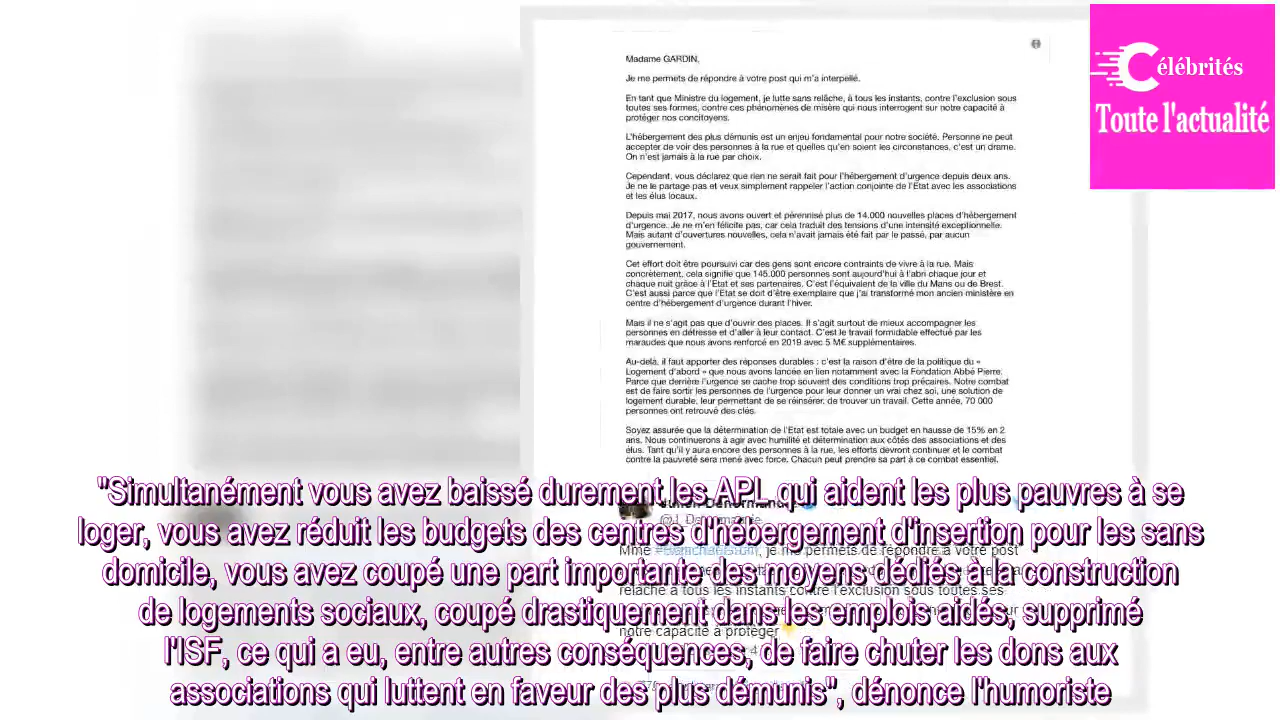 Madame GARDIN,
Je me permets de répondre à votre post qui m'a interpellé.
En tant que Ministre du logement, je lutte sans relâche, à tous les instants, contre l'exclusion sous
toutes ses formes, contre ces phénomènes de misère qui nous interrogent sur notre capacité à
protéger nos concitoyens.
L'hébergement des plus démunis est un enjeu fondamental pour notre société. Personne ne peut
accepter de voir des personnes à la rue et quelles qu'en soient les circonstances, c'est un drame.
On n'est jamais à la rue par choix.
Cependant, vous déclarez que rien ne serait fait pour l'hébergement d'urgence depuis deux ans.
Je ne le partage pas et veux simplement rappeler l'action conjointe de l'Etat avec les associations
et les élus locaux.
Depuis mai 2017, nous avons ouvert et pérennisé plus de 14.000 nouvelles places d'hébergement
d'urgence. Je ne m'en félicite pas, car cela traduit des tensions d'une intensité exceptionnelle.
Mais autant d'ouvertures nouvelles, cela n'avait jamais été fait par le passé, par aucun
gouvernement.
Cet effort doit être poursuivi car des gens sont encore contraints de vivre à la rue. Mais
concrètement, cela signifie que 145.000 personnes sont aujourd'hui à l'abri chaque jour et
chaque nuit grâce à l'Etat et ses partenaires. C'est l'équivalent de la ville du Mans ou de Brest.
C'est aussi parce que l'Etat se doit d'être exemplaire que j'ai transformé mon ancien ministère en
centre d'hébergement d'urgence durant l'hiver.
Mais il ne s'agit pas que d'ouvrir des places. Il s'agit surtout de mieux accompagner les
personnes en détresse et d'aller à leur contact. C'est le travail formidable effectué par les
maraudes que nous avons renforcé en 2019 avec 5 M€ supplémentaires.
Au-delà, il faut apporter des réponses durables : c'est la raison d'être de la politique du «
Logement d'abord » que nous avons lancée en lien notamment avec la Fondation Abbé Pierre.
Parce que derrière l'urgence se cache trop souvent des conditions trop précaires. Notre combat
est de faire sortir les personnes de l'urgence pour leur donner un vrai chez soi, une solution de
logement durable, leur permettant de se réinsérer, de trouver un travail. Cette année, 70 000
personnes ont retrouvé des clés.
Soyez assurée que la détermination de l'Etat est totale avec un budget en hausse de 15% en 2
ans. Nous continuerons à agir avec humilité et détermination aux côtés des associations et des
élus. Tant qu'il y aura encore des personnes à la rue, les efforts devront continuer et le combat
contre la pauvreté sera mené avec force. Chacun peut prendre sa part à ce combat essentiel.
Célébrités
Toute l'actualité
Mme je me permets de répondre à votre post
relâche à tous les instants contre l'exclusion sous toutes ses
notre capacité à protéger
"Simultanément vous avez baissé durement les APL qui aident les plus pauvres à se
loger, vous avez réduit les budgets des centres d'hébergement d'insertion pour les sans
domicile, vous avez coupé une part importante des moyens dédiés à la construction
de logements sociaux, coupé drastiquement dans les emplois aidés, supprimé
l'ISF, ce qui a eu, entre autres conséquences, de faire chuter les dons aux
associations qui luttent en faveur des plus démunis", dénonce l'humoriste